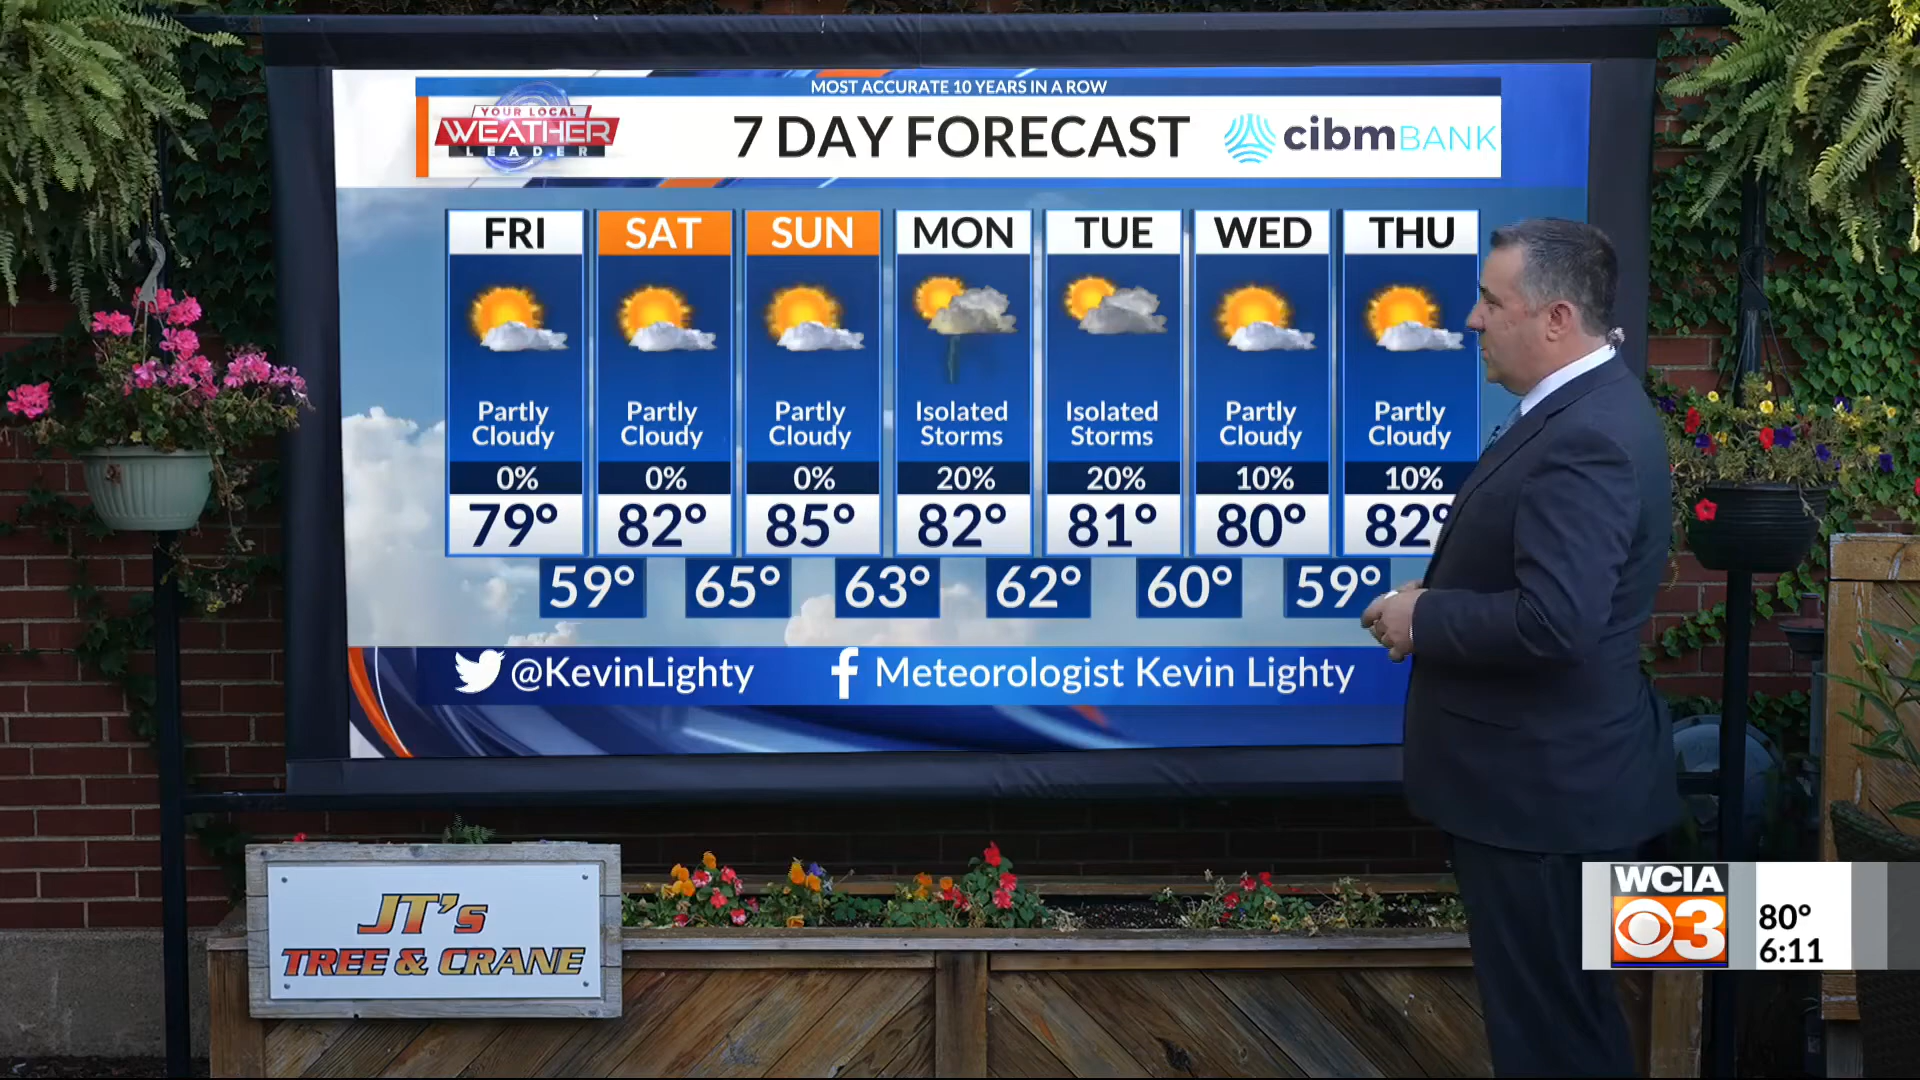 MOST ACCURATE 10 YEARS IN A ROW
YOUR LOCAL
WEATHER
LEADER
7 DAY FORECAST
cibm BANK
FRI SAT SUN MON TUE WED THU
Partly Cloudy Partly Cloudy Partly Cloudy Isolated Storms Isolated Storms Partly Cloudy Partly Cloudy
0% 0% 0% 20% 20% 10% 10%
79° 82° 85° 82° 81° 80° 82°
59° 65° 63° 62° 60° 59°
@KevinLighty
f Meteorologist Kevin Lighty
JT's
TREE & CRANE
WCIA
3
80°
6:11